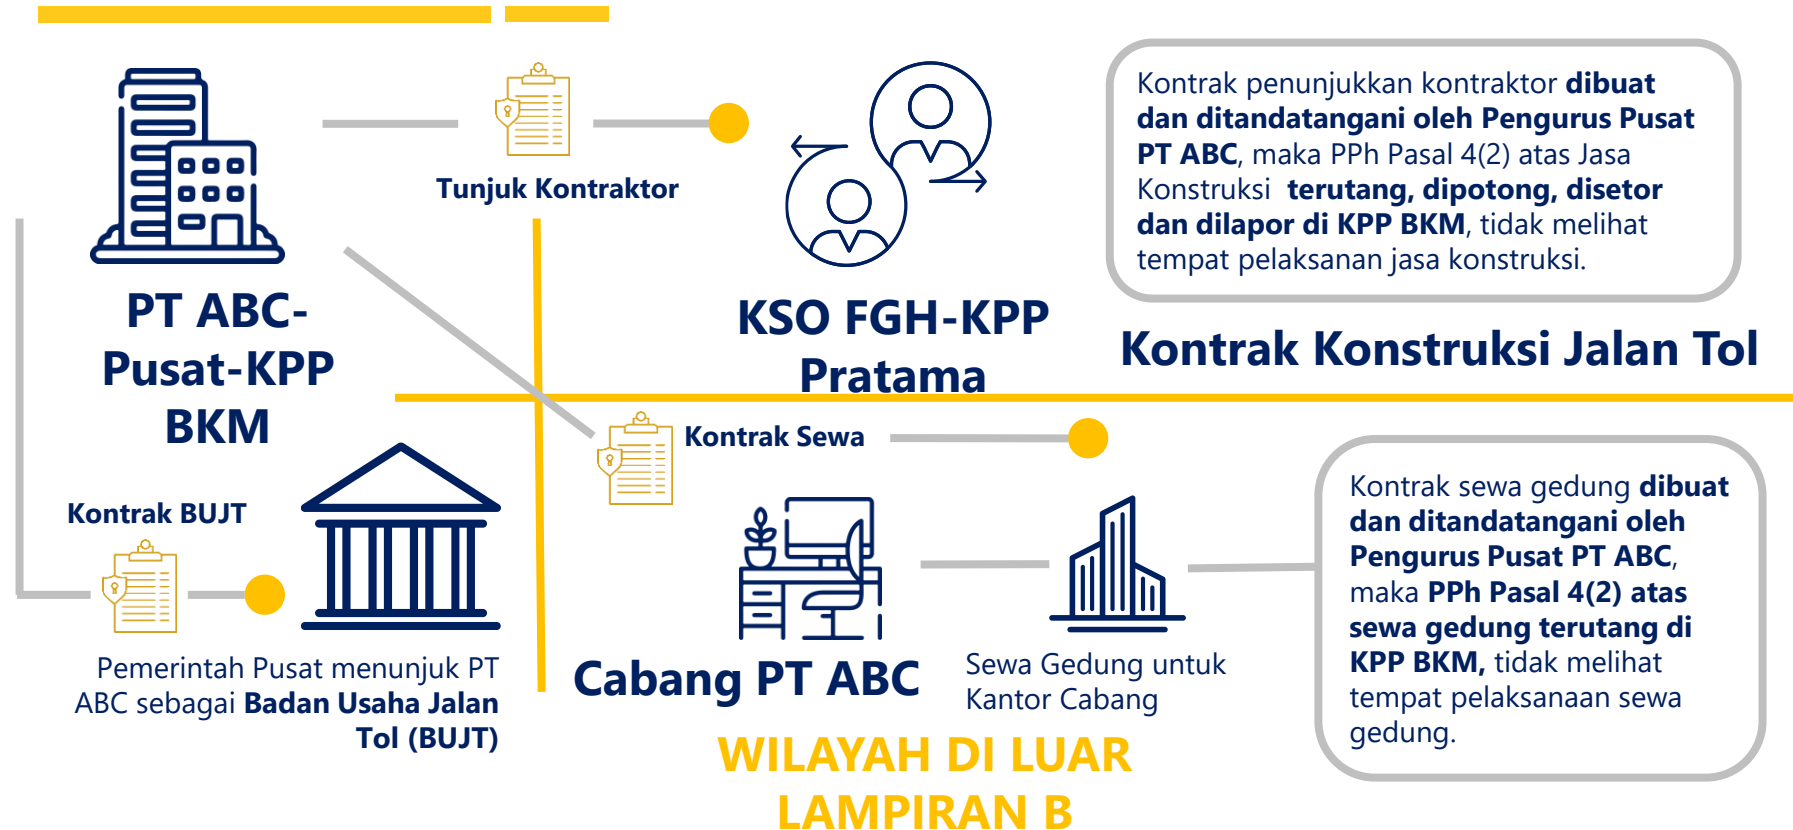 PT ABC-
Pusat-KPP
BKM
Tunjuk Kontraktor
KSO FGH-KPP
Pratama
Kontrak penunjukkan kontraktor dibuat
dan ditandatangani oleh Pengurus Pusat
PT ABC, maka PPh Pasal 4(2) atas Jasa
Konstruksi terutang, dipotong, disetor
dan dilapor di KPP BKM, tidak melihat
tempat pelaksanan jasa konstruksi.
Kontrak Konstruksi Jalan Tol
Kontrak BUJT
Pemerintah Pusat menunjuk PT
ABC sebagai Badan Usaha Jalan
Tol (BUJT)
Kontrak Sewa
Cabang PT ABC
Sewa Gedung untuk
Kantor Cabang
Kontrak sewa gedung dibuat
dan ditandatangani oleh
Pengurus Pusat PT ABC,
maka PPh Pasal 4(2) atas
sewa gedung terutang di
KPP BKM, tidak melihat
tempat pelaksanaan sewa
gedung.
WILAYAH DI LUAR
LAMPIRAN B